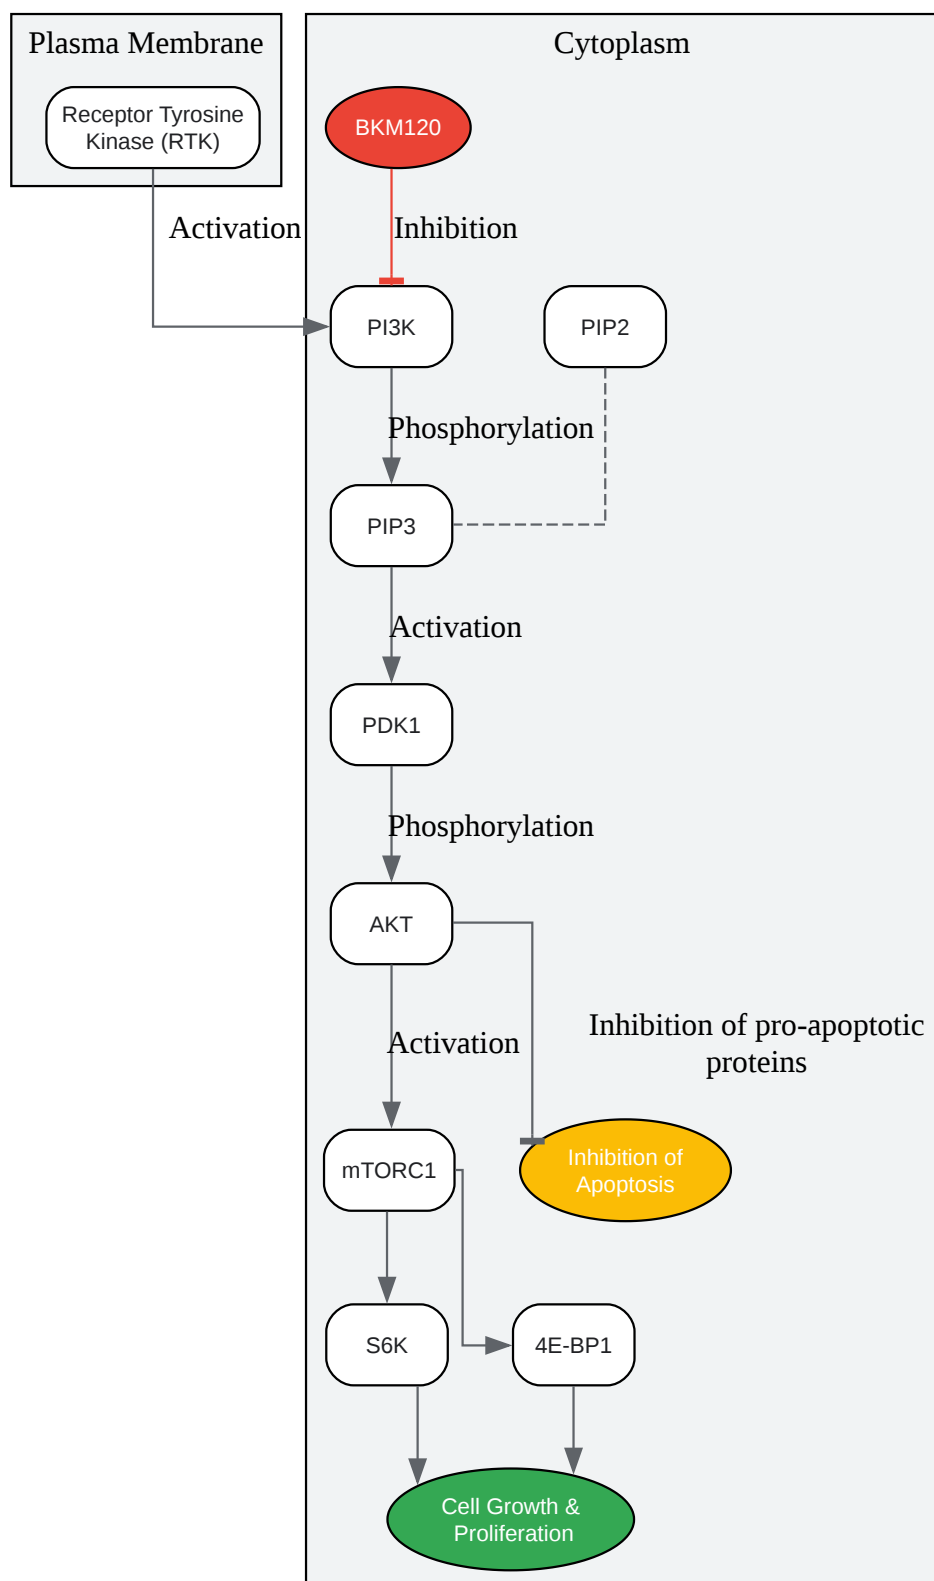 Plasma Membrane
Cytoplasm
Receptor Tyrosine
Kinase (RTK)
BKM120
Activation
Inhibition
PI3K
PIP2
Phosphorylation
PIP3
Activation
PDK1
Phosphorylation
AKT
Inhibition of pro-apoptotic
proteins
Activation
mTORC1
Inhibition of
Apoptosis
S6K
4E-BP1
Cell Growth &
Proliferation